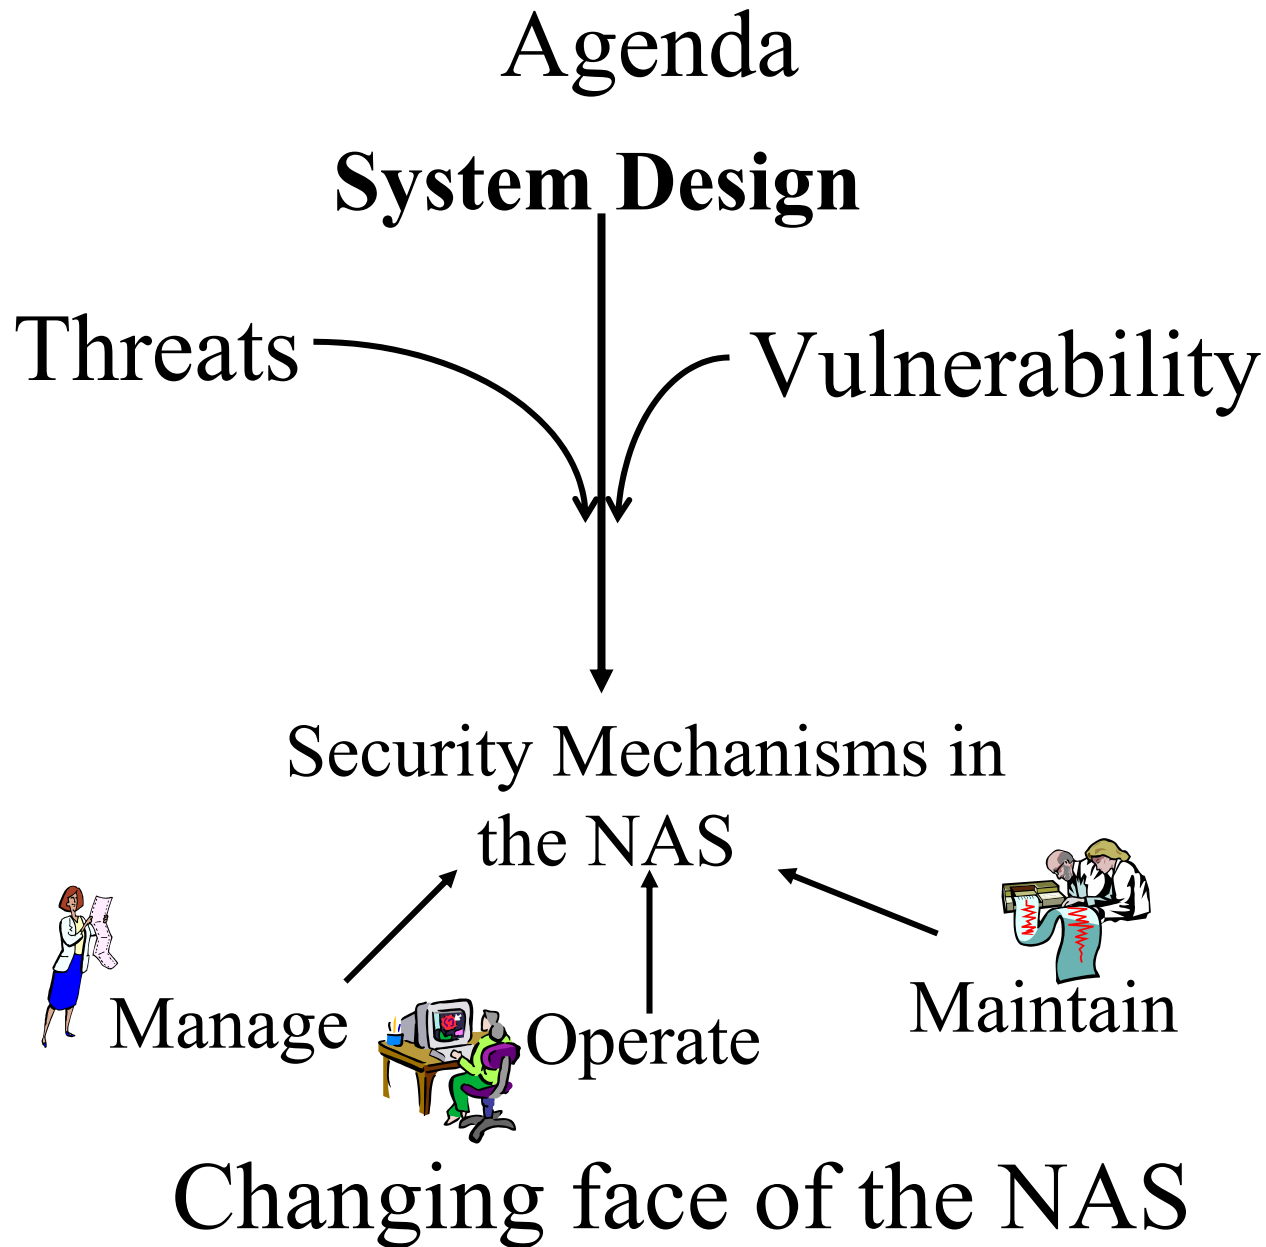 Agenda
System Design
Threats
Vulnerability
Security Mechanisms in
the NAS
Manage
Operate
Maintain
Changing face of the NAS